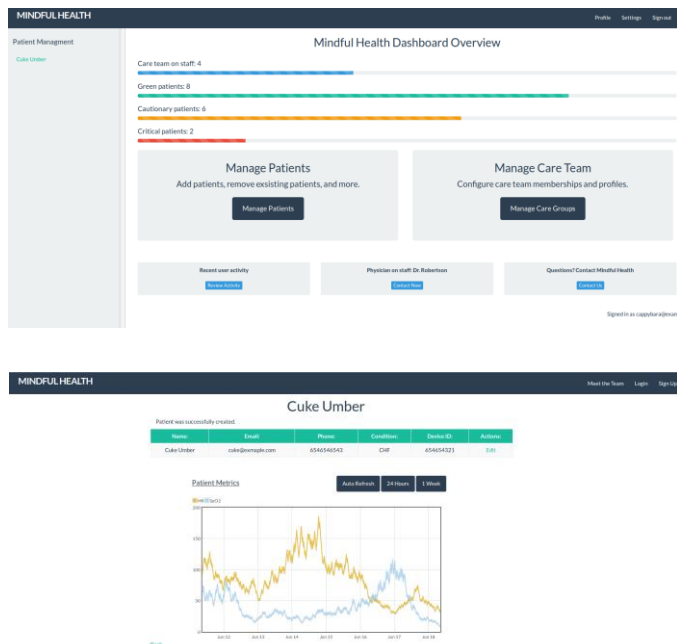 MINDFUL HEALTH
Profile Settings Sign out
Patient Managment
Cuke Umber
Mindful Health Dashboard Overview
Care team on staff: 4
Green patients: 8
Cautionary patients: 6
Critical patients: 2
Manage Patients
Add patients, remove exsisting patients, and more.
Manage Patients
Manage Care Team
Configure care team memberships and profiles.
Manage Care Groups
Recent user activity
Review Activity
Physician on staff: Dr. Robertson
Contact Now
Questions? Contact Mindful Health
Contact Us
Signed in as cappybara@exam
MINDFUL HEALTH
Meet the Team Login Sign Up
Cuke Umber
Patient was successfully created.
Name: Email: Phone: Condition: Device ID: Actions:
Cuke Umber cuke@exmaple.com 6546546543 CHF 654654321 Edit
Patient Metrics
Auto Refresh 24 Hours 1 Week
200
150
100
50
0
Jun 12 Jun 13 Jun 14 Jun 15 Jun 16 Jun 17 Jun 18